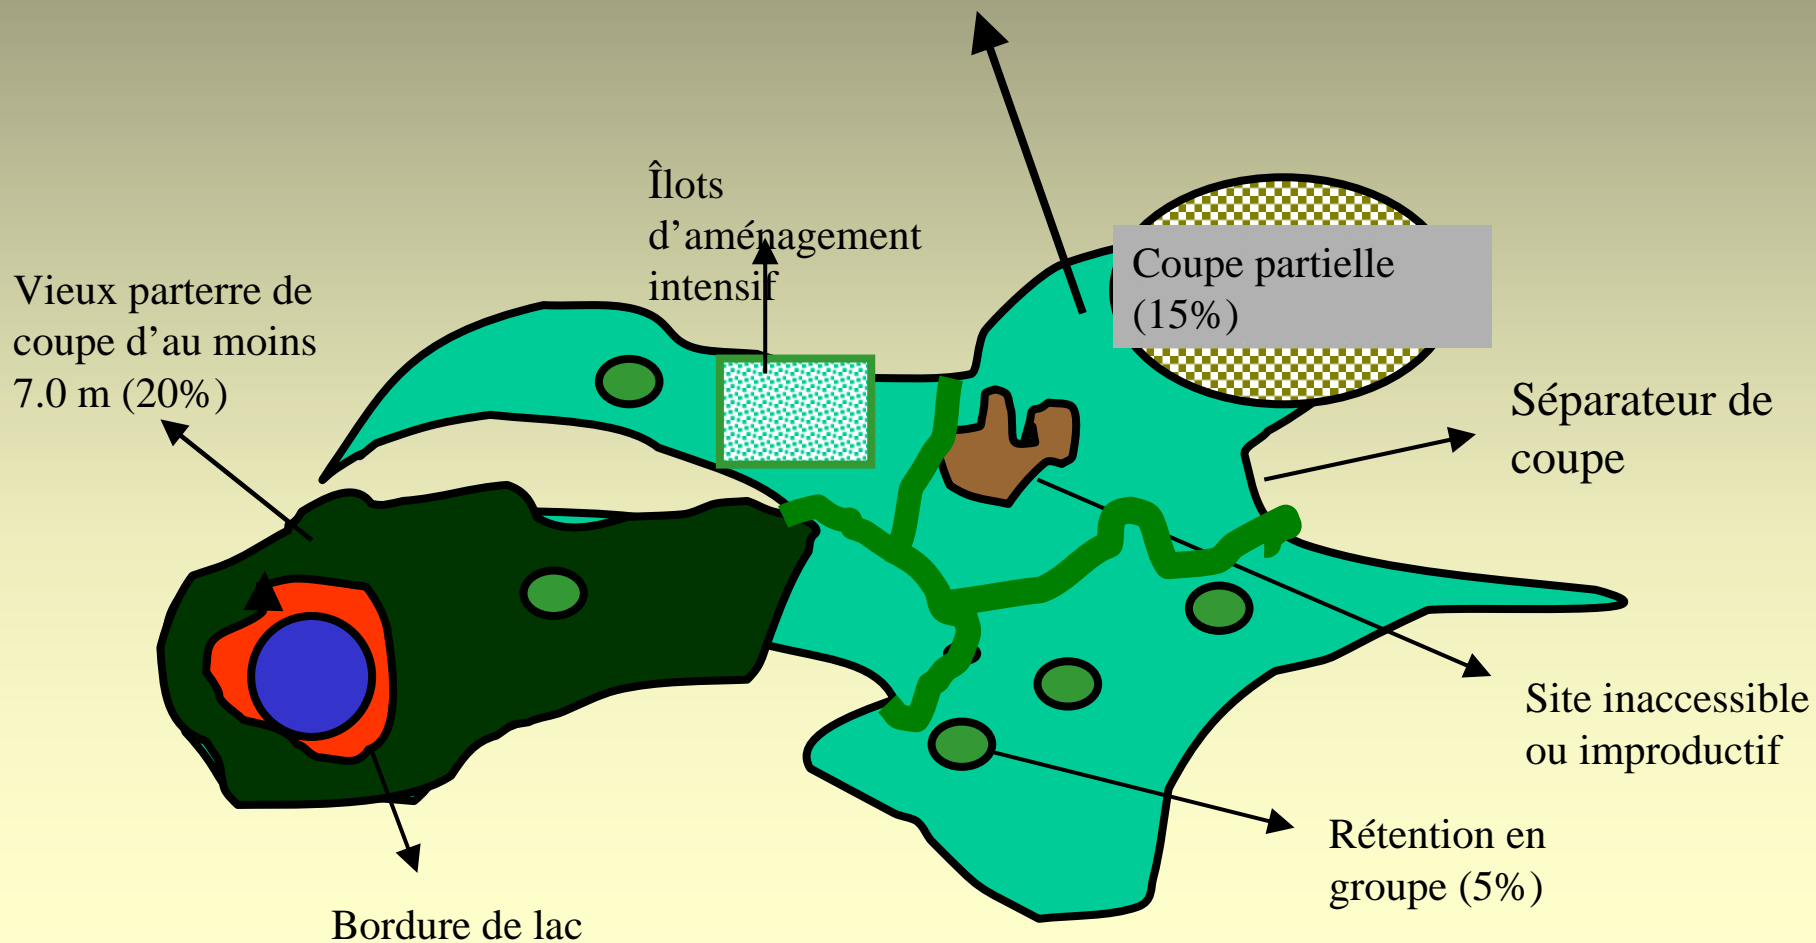 Îlots
d’aménagement
intensif
Coupe partielle
(15%)
Vieux parterre de
coupe d’au moins
7.0 m (20%)
Séparateur de
coupe
Site inaccessible
ou improductif
Rétention en
groupe (5%)
Bordure de lac